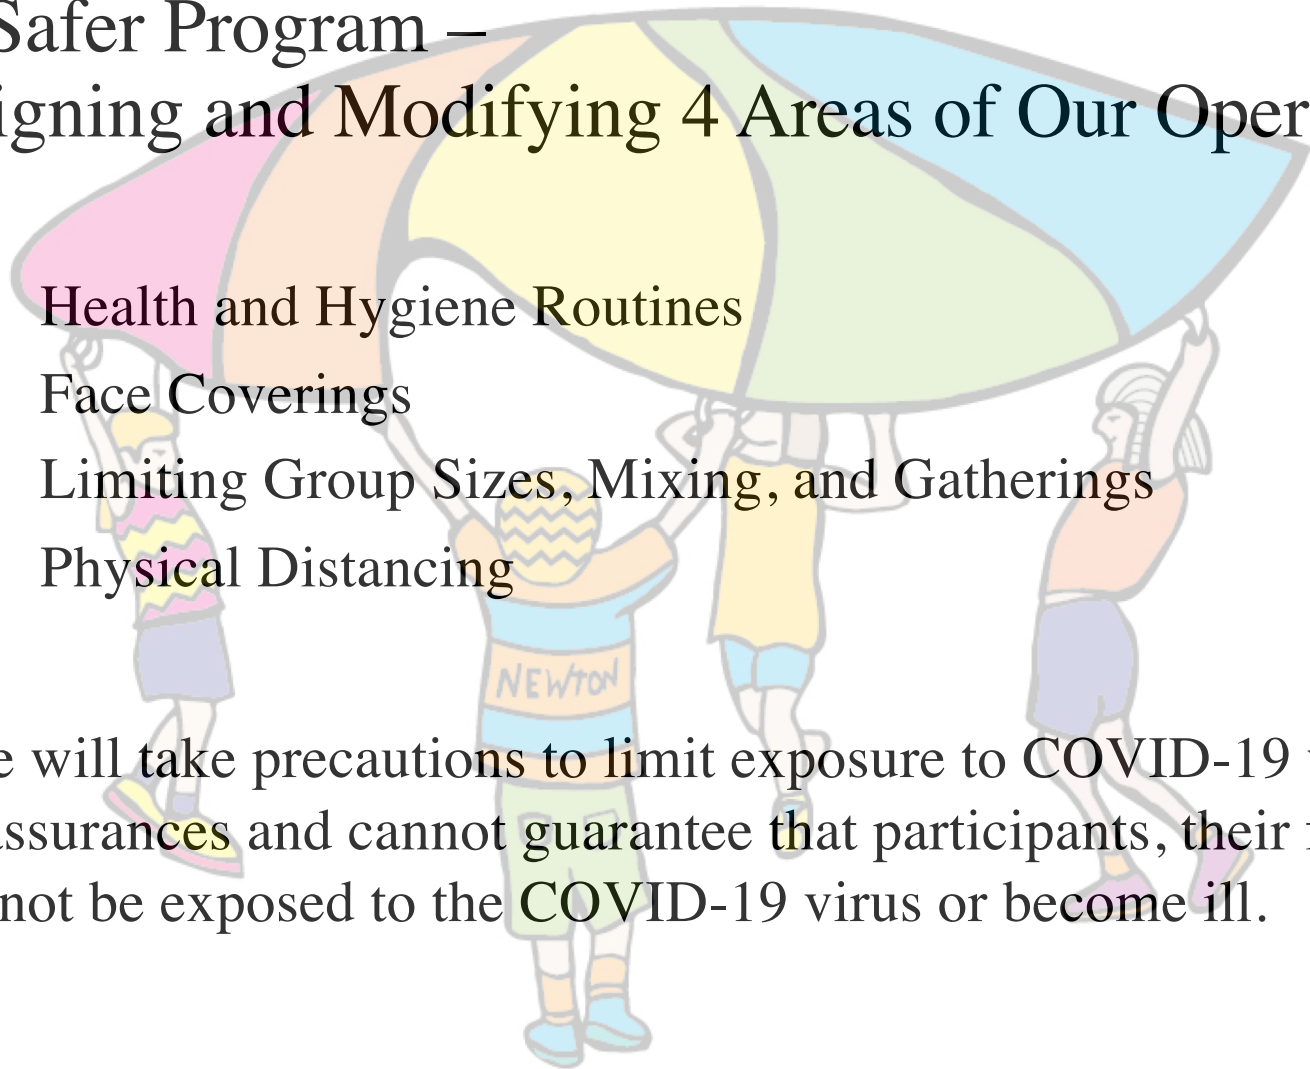 Safer Program –
igning and Modifying 4 Areas of Our Oper
Health and Hygiene Routines
Face Coverings
Limiting Group Sizes, Mixing, and Gatherings
Physical Distancing
NEWTON
e will take precautions to limit exposure to COVID-19
assurances and cannot guarantee that participants, their
not be exposed to the COVID-19 virus or become ill.